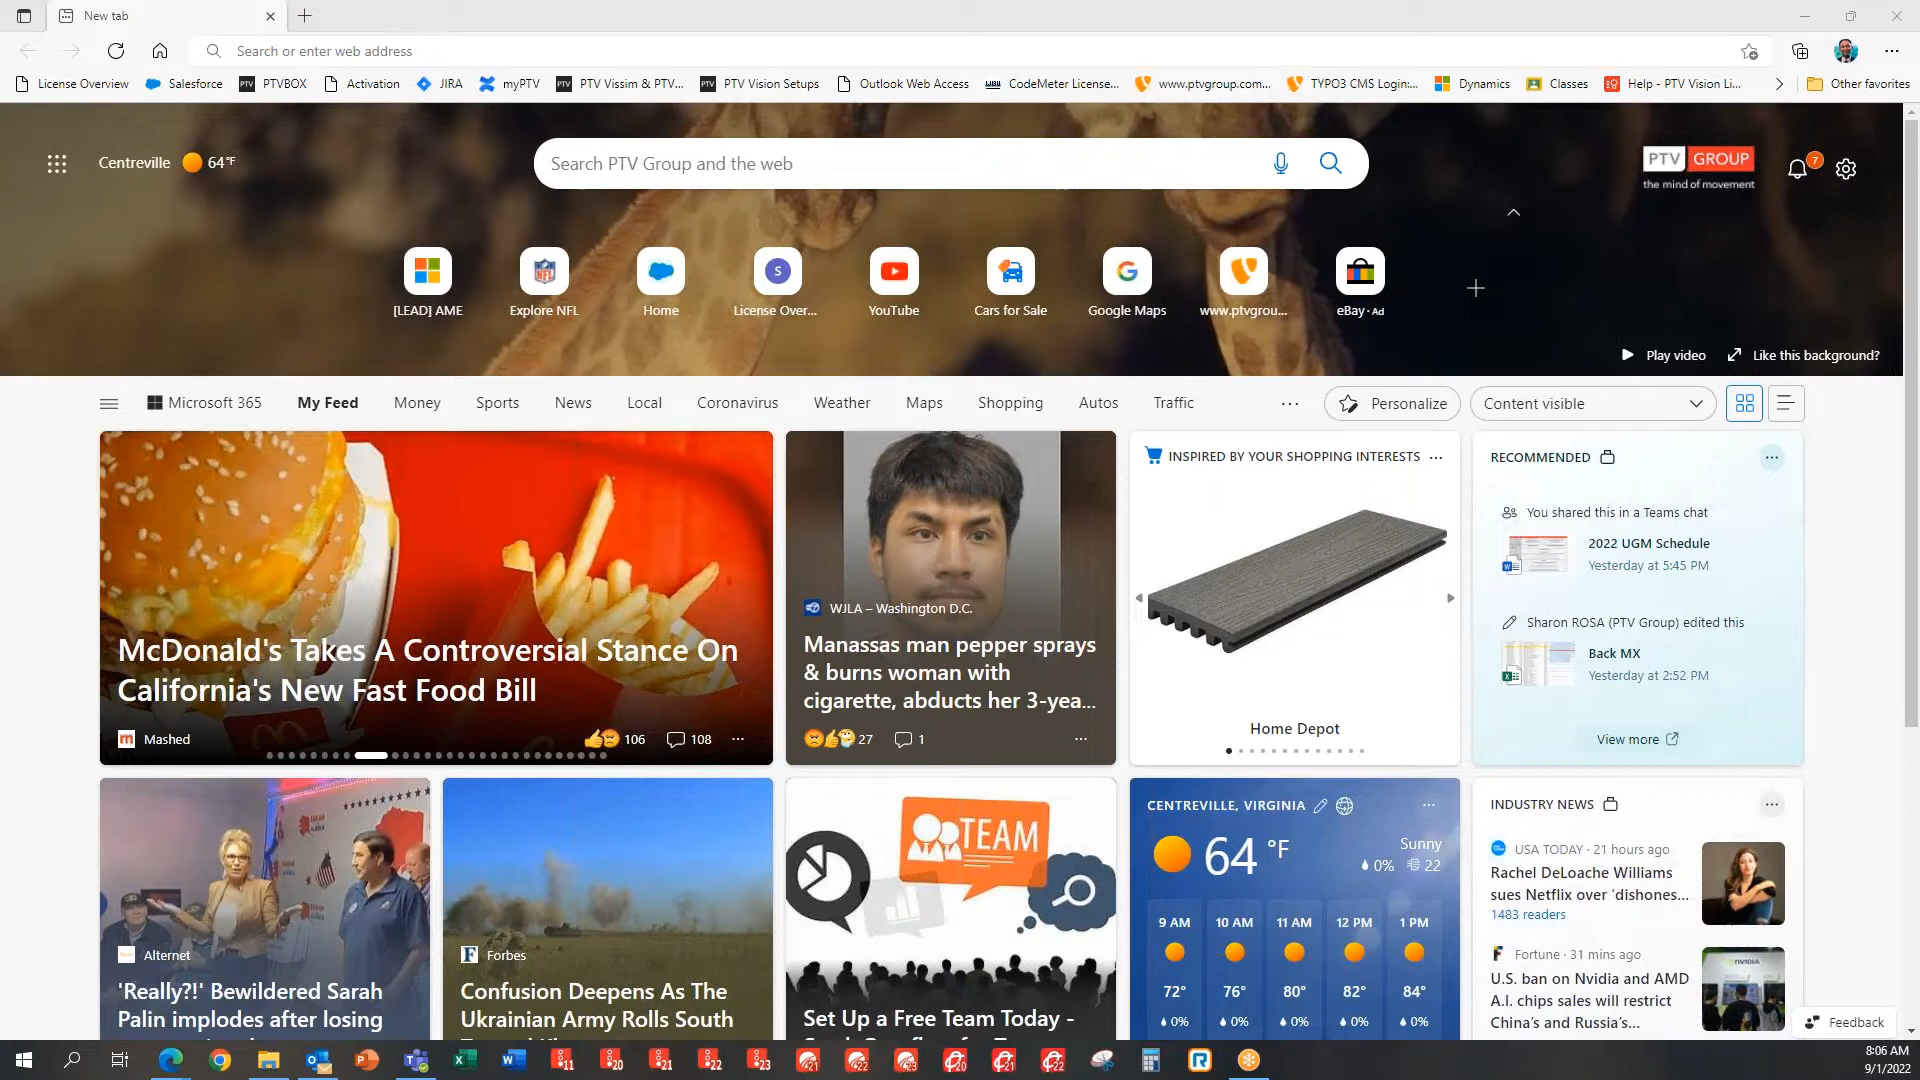 New tab
Search or enter web address
License Overview
Salesforce
PTVBOX
Activation
JIRA
myPTV
PTV Vissim & PTV...
PTV Vision Setups
Outlook Web Access
CodeMeter License...
www.ptvgroup.com...
TYPO3 CMS Login:...
Dynamics
Classes
Help - PTV Vision Li...
Other favorites
Centreville 64°F
Search PTV Group and the web
PTV GROUP
the mind of movement
7
[LEAD] AME
Explore NFL
Home
License Over...
YouTube
Cars for Sale
Google Maps
www.ptvgrou...
eBay · Ad
Play video
Like this background?
Microsoft 365
My Feed
Money
Sports
News
Local
Coronavirus
Weather
Maps
Shopping
Autos
Traffic
...
Personalize
Content visible
McDonald's Takes A Controversial Stance On
California's New Fast Food Bill
Mashed
106
108
WJLA – Washington D.C.
Manassas man pepper sprays
& burns woman with
cigarette, abducts her 3-yea...
27
1
INSPIRED BY YOUR SHOPPING INTERESTS
Home Depot
RECOMMENDED
You shared this in a Teams chat
2022 UGM Schedule
Yesterday at 5:45 PM
Sharon ROSA (PTV Group) edited this
Back MX
Yesterday at 2:52 PM
View more
Alternet
'Really?!' Bewildered Sarah
Palin implodes after losing
Forbes
Confusion Deepens As The
Ukrainian Army Rolls South
TEAM
Set Up a Free Team Today -
CENTREVILLE, VIRGINIA
64 °F
Sunny
0% 22
9 AM 10 AM 11 AM 12 PM 1 PM
72° 76° 80° 82° 84°
0% 0% 0% 0% 0%
INDUSTRY NEWS
USA TODAY · 21 hours ago
Rachel DeLoache Williams
sues Netflix over 'dishones...
1483 readers
Fortune · 31 mins ago
U.S. ban on Nvidia and AMD
A.I. chips sales will restrict
China's and Russia's...
Feedback
8:06 AM
9/1/2022